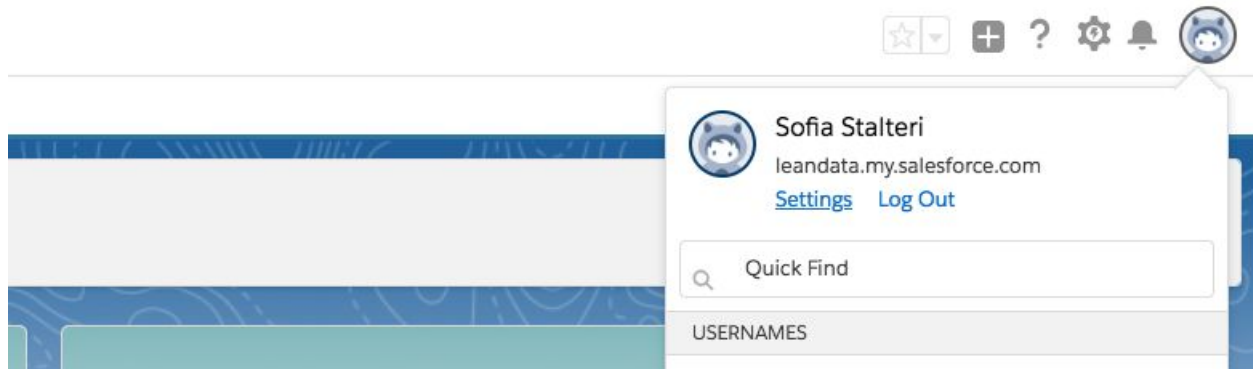 ?
Sofia Stalteri
leandata.my.salesforce.com
Settings Log Out
Quick Find
USERNAMES